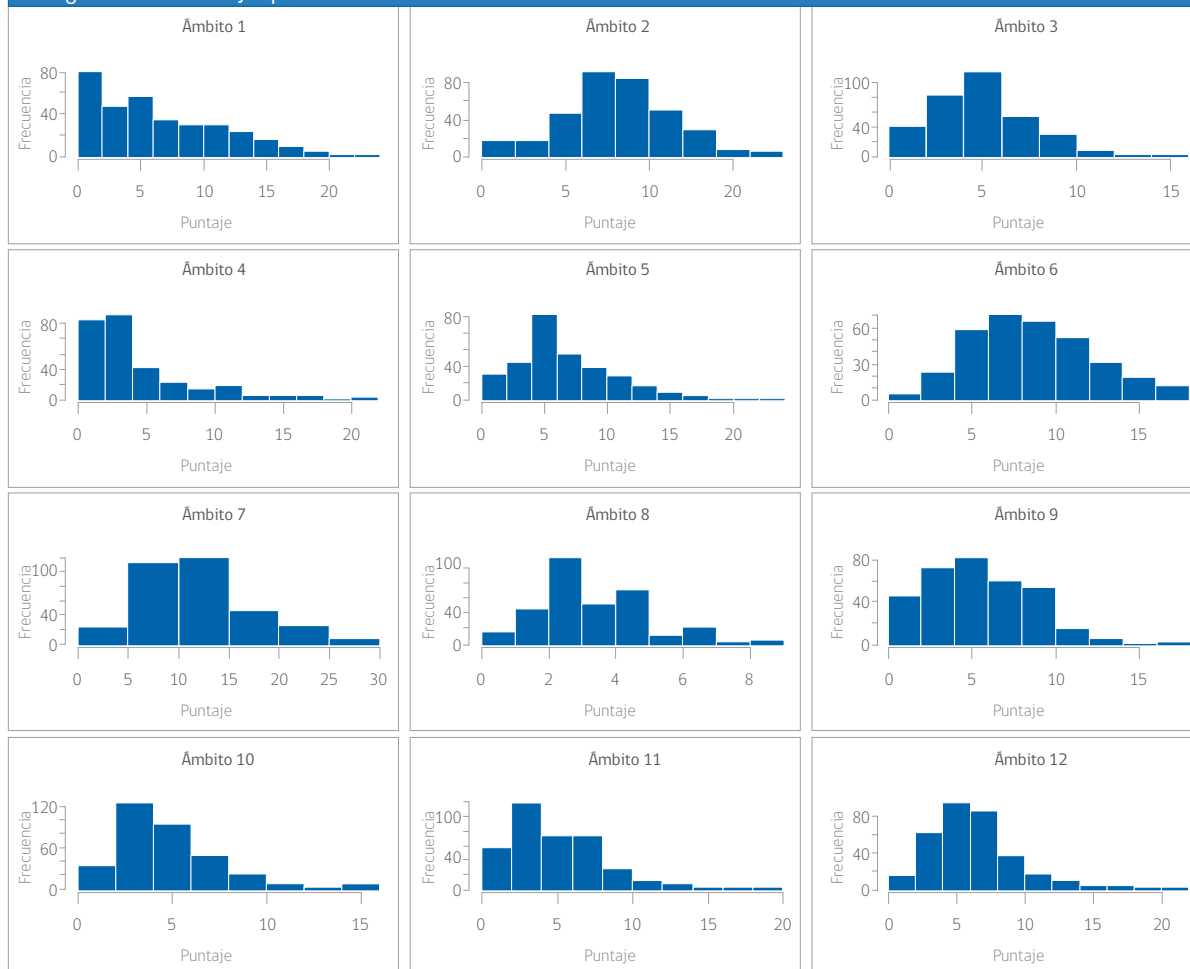 Ámbito 1
Frecuencia
80
40
0
0 5 10 15 20
Puntaje
Ámbito 2
Frecuencia
80
40
0
0 5 10 20
Puntaje
Ámbito 3
Frecuencia
100
40
0
0 5 10 15
Puntaje
Ámbito 4
Frecuencia
80
40
0
0 5 10 15 20
Puntaje
Ámbito 5
Frecuencia
80
40
0
0 5 10 15 20
Puntaje
Ámbito 6
Frecuencia
60
30
0
0 5 10 15
Puntaje
Ámbito 7
Frecuencia
100
40
0
0 5 10 15 20 25 30
Puntaje
Ámbito 8
Frecuencia
100
40
0
0 2 4 6 8
Puntaje
Ámbito 9
Frecuencia
80
40
0
0 5 10 15
Puntaje
Ámbito 10
Frecuencia
120
60
0
0 5 10 15
Puntaje
Ámbito 11
Frecuencia
100
40
0
0 5 10 15 20
Puntaje
Ámbito 12
Frecuencia
80
40
0
0 5 10 15 20
Puntaje